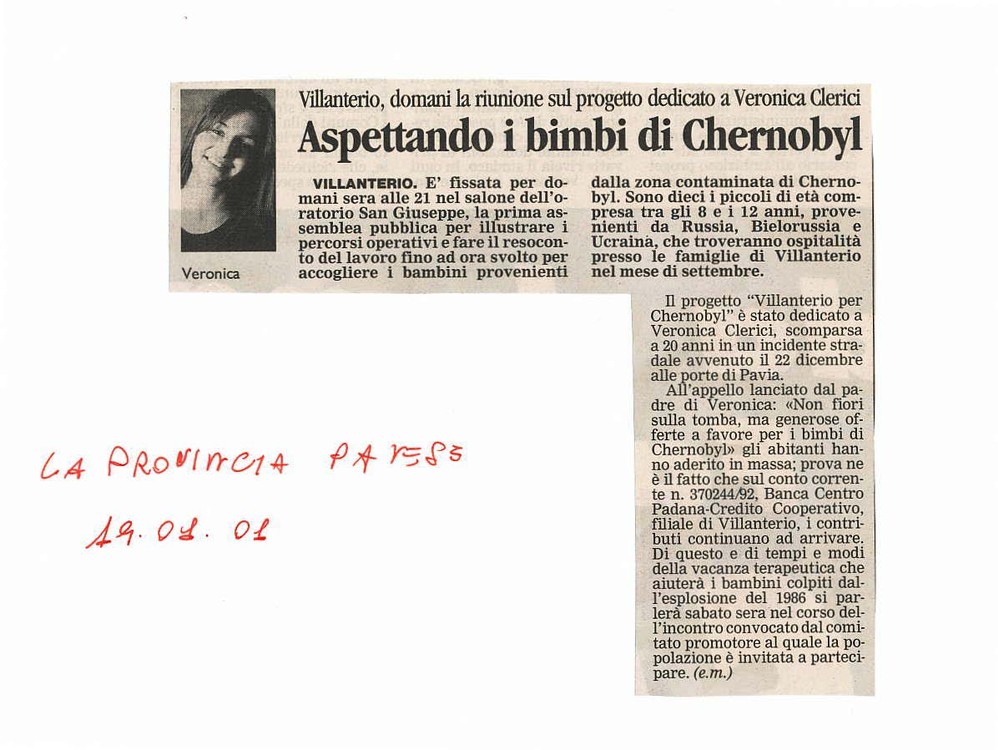 Villanterio, domani la riunione sul progetto dedicato a Veronica Clerici
Aspettando i bimbi di Chernobyl
Veronica
VILLANTERIO. E' fissata per do-
mani sera alle 21 nel salone dell'o-
ratorio San Giuseppe, la prima as-
semblea pubblica per illustrare i
percorsi operativi e fare il resocon-
to del lavoro fino ad ora svolto per
accogliere i bambini provenienti
dalla zona contaminata di Cherno-
byl. Sono dieci i piccoli di età com-
presa tra gli 8 e i 12 anni, prove-
nienti da Russia, Bielorussia e
Ucraina, che troveranno ospitalità
presso le famiglie di Villanterio
nel mese di settembre.
Il progetto “Villanterio per
Chernobyl” è stato dedicato a
Veronica Clerici, scomparsa
a 20 anni in un incidente stra-
dale avvenuto il 22 dicembre
alle porte di Pavia.
All'appello lanciato dal pa-
dre di Veronica: «Non fiori
sulla tomba, ma generose of-
ferte a favore per i bimbi di
Chernobyl» gli abitanti han-
no aderito in massa; prova ne
è il fatto che sul conto corren-
te n. 370244/92, Banca Centro
Padana-Credito Cooperativo,
filiale di Villanterio, i contri-
buti continuano ad arrivare.
Di questo e di tempi e modi
della vacanza terapeutica che
aiuterà i bambini colpiti dal-
l'esplosione del 1986 si par-
lerà sabato sera nel corso del-
l'incontro convocato dal comi-
tato promotore al quale la po-
polazione è invitata a parteci-
pare. (e.m.)
LA PROVINCIA PAVESE
19.01.01